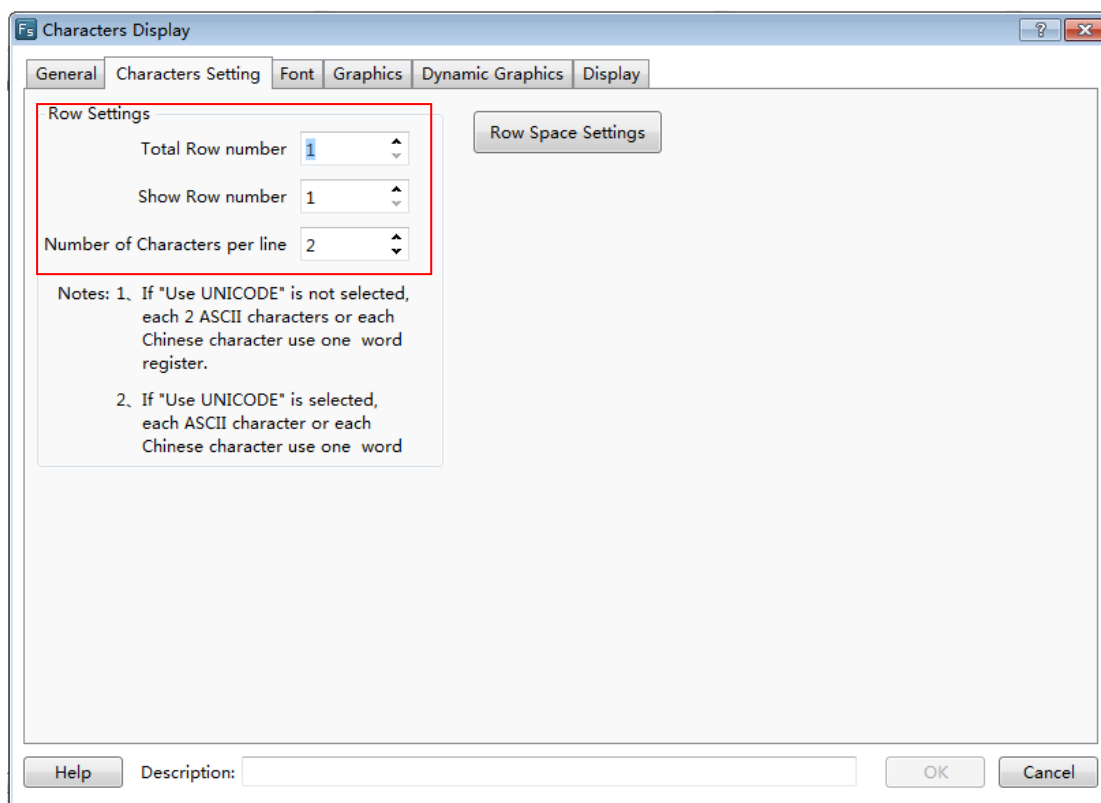 Fs Characters Display
General Characters Setting Font Graphics Dynamic Graphics Display
Row Settings
Total Row number 1
Show Row number 1
Number of Characters per line 2
Row Space Settings
Notes: 1、If "Use UNICODE" is not selected,
each 2 ASCII characters or each
Chinese character use one word
register.
2、If "Use UNICODE" is selected,
each ASCII character or each
Chinese character use one word
Help Description: OK Cancel